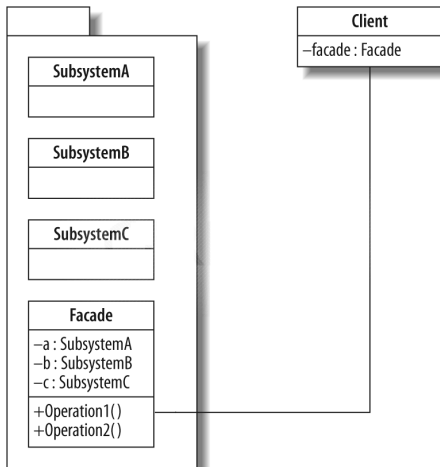 SubsystemA
SubsystemB
SubsystemC
Facade
–a : SubsystemA
–b : SubsystemB
–c : SubsystemC
+Operation1()
+Operation2()
Client
–facade : Facade